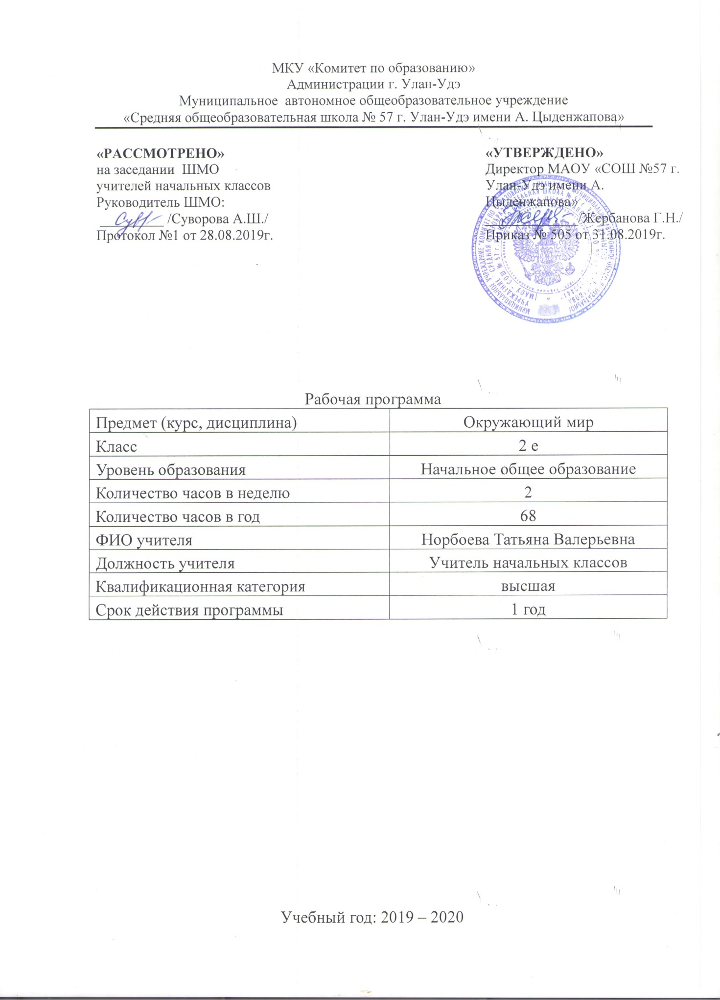 МКУ «Комитет по образованию»
Администрации г. Улан-Удэ
Муниципальное автономное общеобразовательное учреждение
«Средняя общеобразовательная школа № 57 г. Улан-Удэ имени А. Цыденжапова»
«РАССМОТРЕНО»
на заседании ШМО
учителей начальных классов
Руководитель ШМО:
/Суворова А.Ш./
Протокол №1 от 28.08.2019г.
«УТВЕРЖДЕНО»
Директор МАОУ «СОШ №57 г.
Улан-Удэ имени А.
Цыденжапова»
/Жербанова Г.Н./
Приказ № 505 от 31.08.2019г.
Рабочая программа
Предмет (курс, дисциплина) Окружающий мир
Класс 2 е
Уровень образования Начальное общее образование
Количество часов в неделю 2
Количество часов в год 68
ФИО учителя Норбоева Татьяна Валерьевна
Должность учителя Учитель начальных классов
Квалификационная категория высшая
Срок действия программы 1 год
Учебный год: 2019 – 2020